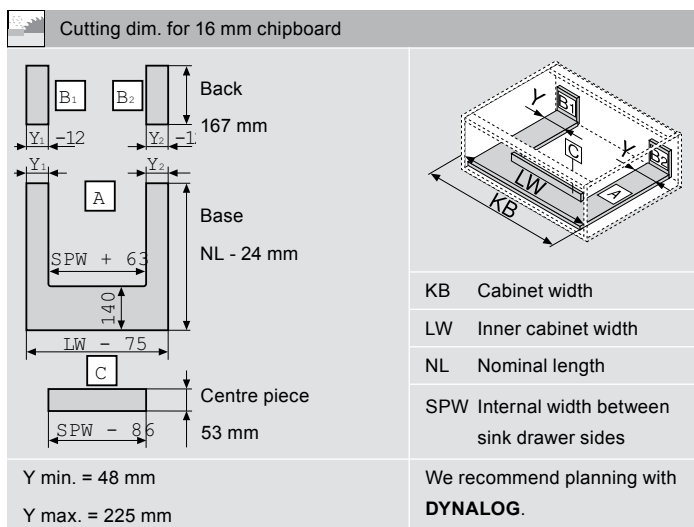 Cutting dim. for 16 mm chipboard
B1
B2
Back
167 mm
Y1 -12
Y2 -12
Y1
Y2
A
Base
NL - 24 mm
SPW + 63
140
LW - 75
C
Centre piece
53 mm
SPW - 86
Y
B1
C
Y
B2
LW
A
KB
KB Cabinet width
LW Inner cabinet width
NL Nominal length
SPW Internal width between
sink drawer sides
Y min. = 48 mm
Y max. = 225 mm
We recommend planning with
DYNALOG.